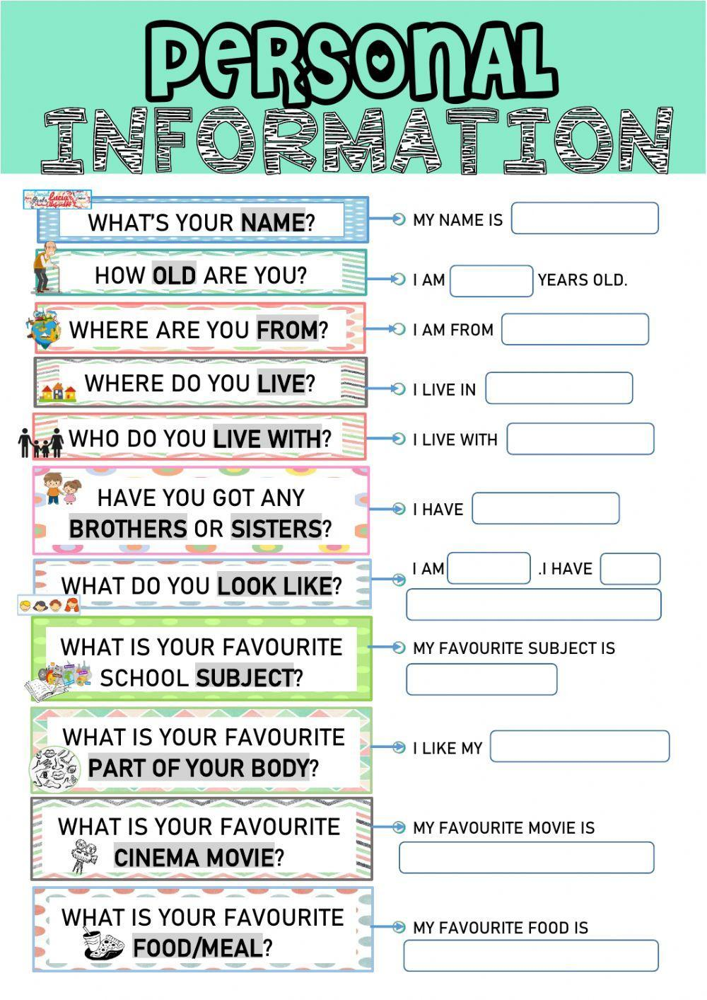 PERSONAL
INFORMATION
WHAT'S YOUR NAME?
MY NAME IS
HOW OLD ARE YOU?
I AM YEARS OLD.
WHERE ARE YOU FROM?
I AM FROM
WHERE DO YOU LIVE?
I LIVE IN
WHO DO YOU LIVE WITH?
I LIVE WITH
HAVE YOU GOT ANY
BROTHERS OR SISTERS?
I HAVE
WHAT DO YOU LOOK LIKE?
I AM .I HAVE
WHAT IS YOUR FAVOURITE
SCHOOL SUBJECT?
MY FAVOURITE SUBJECT IS
WHAT IS YOUR FAVOURITE
PART OF YOUR BODY?
I LIKE MY
WHAT IS YOUR FAVOURITE
CINEMA MOVIE?
MY FAVOURITE MOVIE IS
WHAT IS YOUR FAVOURITE
FOOD/MEAL?
MY FAVOURITE FOOD IS